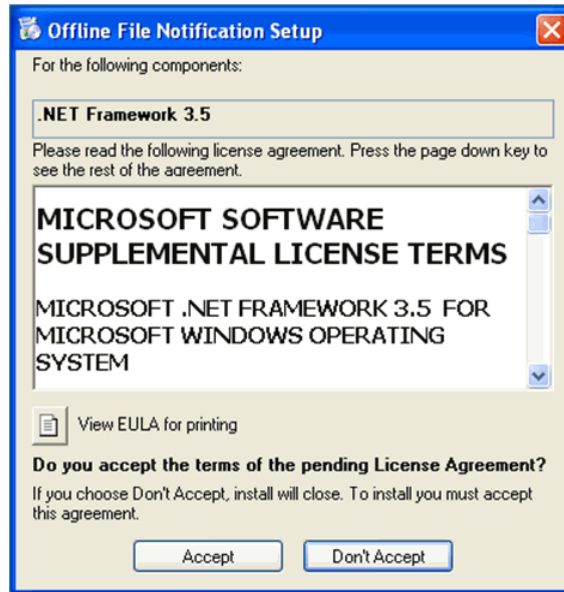 Offline File Notification Setup
For the following components:
.NET Framework 3.5
Please read the following license agreement. Press the page down key to
see the rest of the agreement.
MICROSOFT SOFTWARE
SUPPLEMENTAL LICENSE TERMS
MICROSOFT .NET FRAMEWORK 3.5 FOR
MICROSOFT WINDOWS OPERATING
SYSTEM
View EULA for printing
Do you accept the terms of the pending License Agreement?
If you choose Don't Accept, install will close. To install you must accept
this agreement.
Accept
Don't Accept